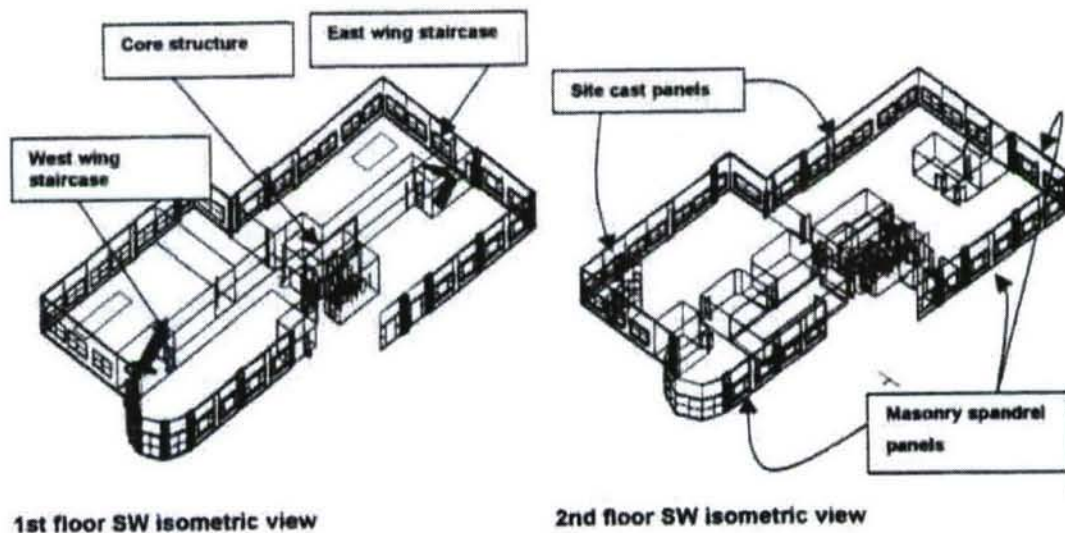 Core structure
East wing staircase
West wing
staircase
Site cast panels
Masonry spandrel
panels
1st floor SW isometric view
2nd floor SW isometric view